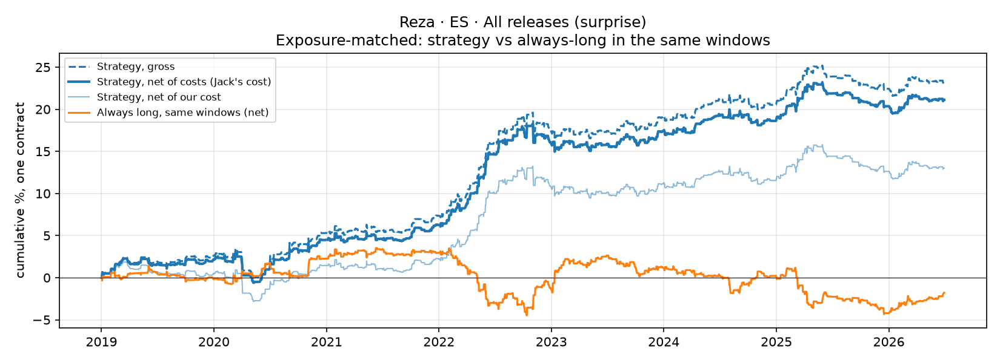 Reza · ES · All releases (surprise)
Exposure-matched: strategy vs always-long in the same windows
Strategy, gross
Strategy, net of costs (Jack's cost)
Strategy, net of our cost
Always long, same windows (net)
cumulative %, one contract
25
20
15
10
5
0
−5
2019
2020
2021
2022
2023
2024
2025
2026